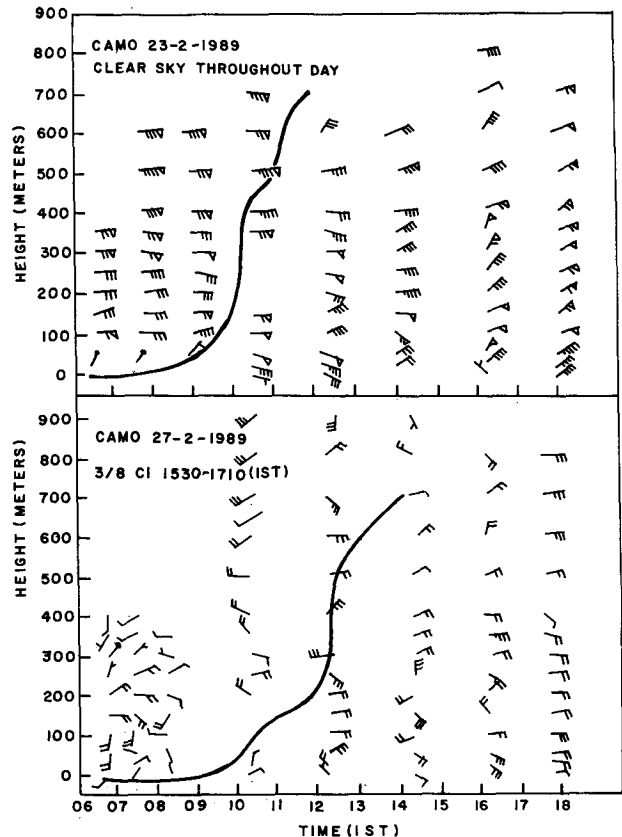 900
800
700
600
500
400
300
200
100
0
HEIGHT (METERS)
CAMO 23-2-1989
CLEAR SKY THROUGHOUT DAY
900
800
700
600
500
400
300
200
100
0
HEIGHT (METERS)
CAMO 27-2-1989
3/8 CI 1530-1710(IST)
06 07 08 09 10 11 12 13 14 15 16 17 18
TIME (IST)